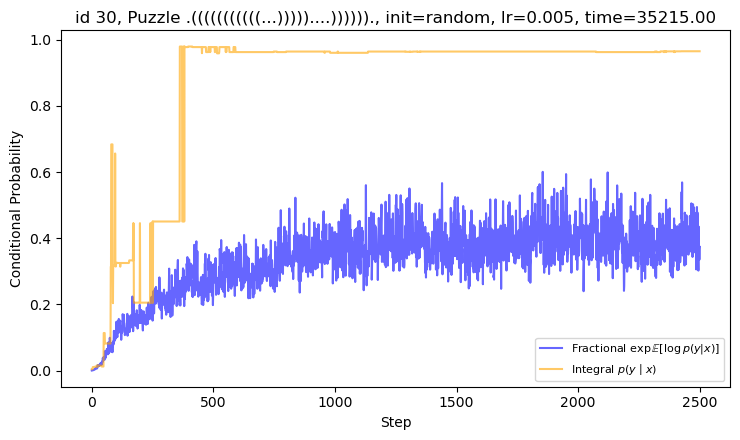 id 30, Puzzle .(((((((((((...)))))....))))))., init=random, lr=0.005, time=35215.00
Conditional Probability
1.0
0.8
0.6
0.4
0.2
0.0
0
500
1000
1500
2000
2500
Step
Fractional exp 𝔼[log p(y|x)]
Integral p(y | x)